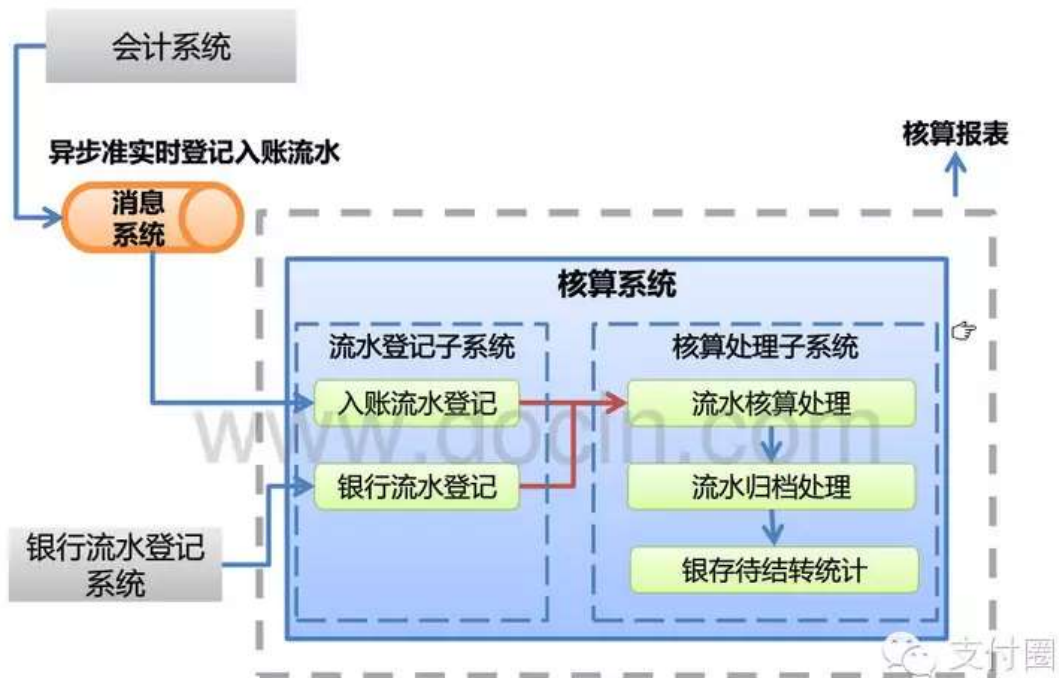 会计系统
异步准实时登记入账流水
核算报表
消息
系统
核算系统
流水登记子系统
核算处理子系统
入账流水登记
流水核算处理
www.docin.com
银行流水登记
流水归档处理
银行流水登记
系统
银存待结转统计
支付圈